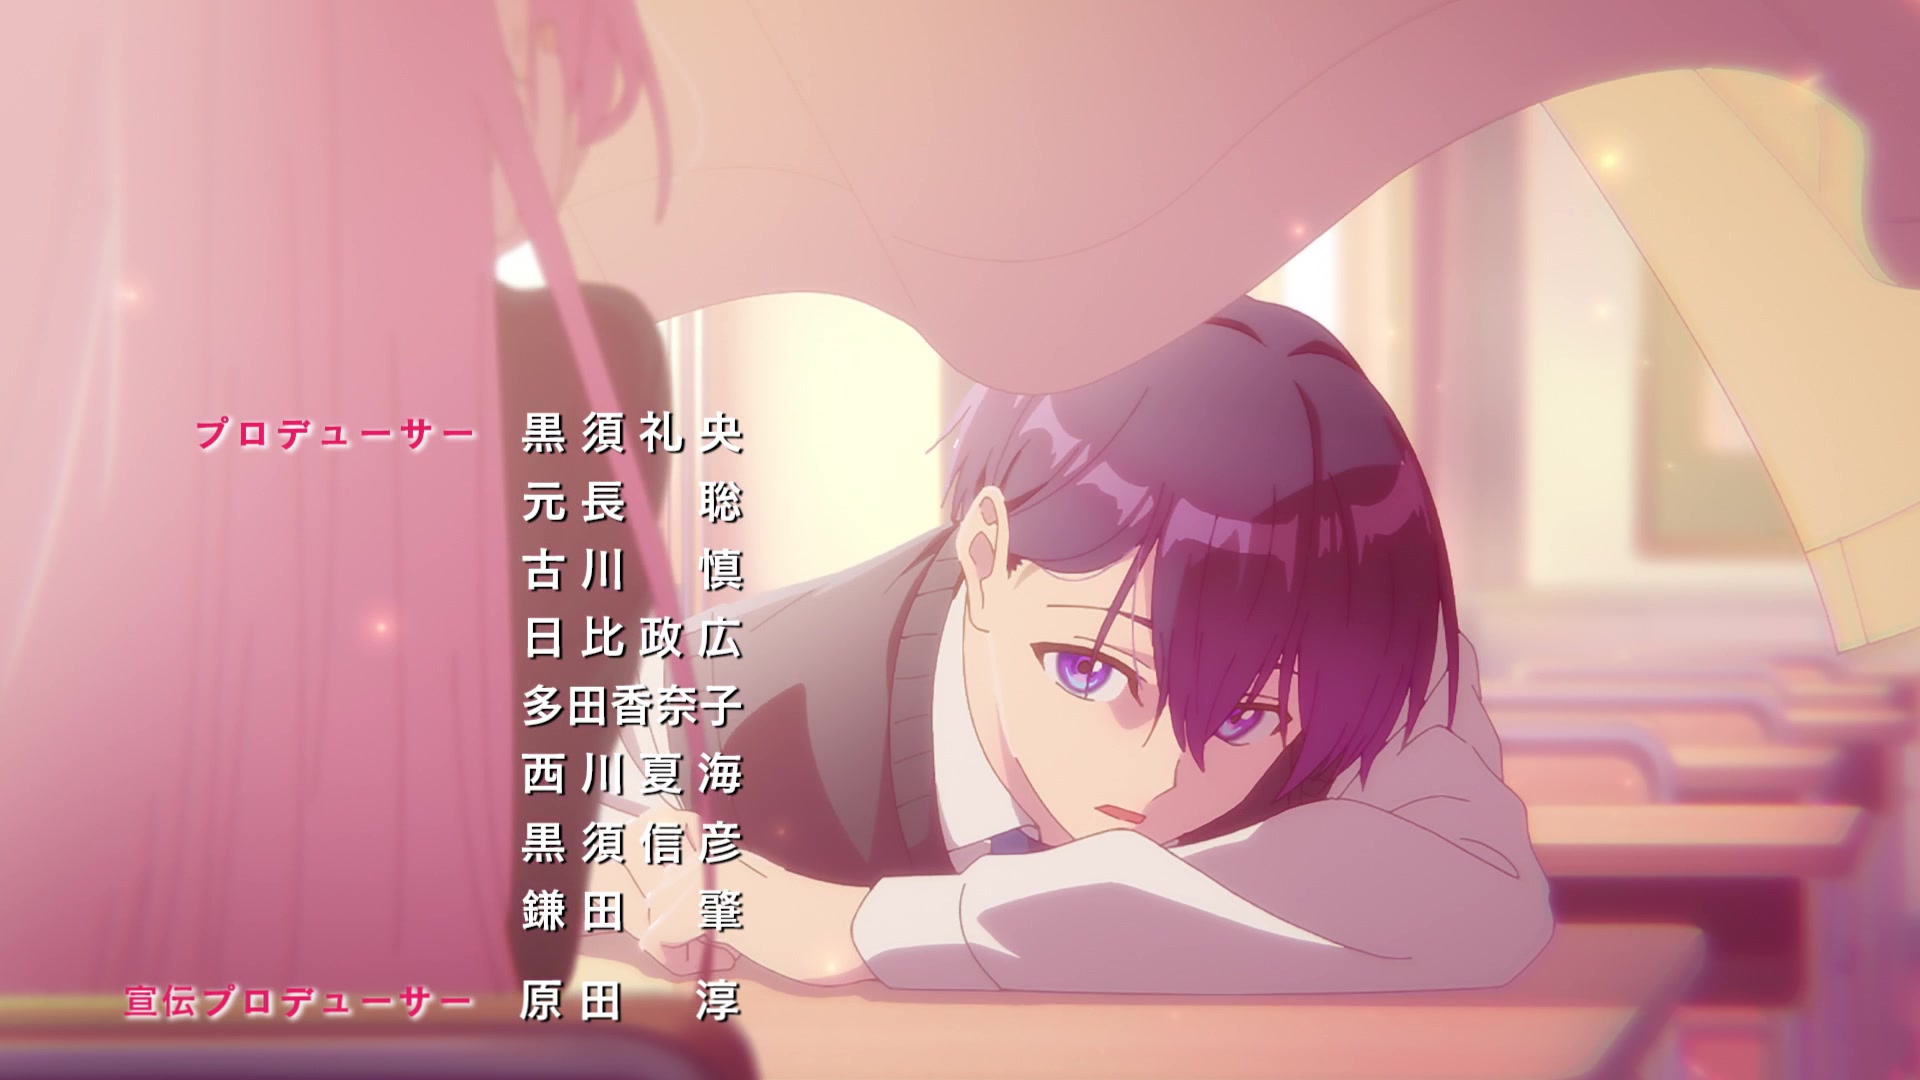 プロデューサー 黒須礼央
元長 聡
古川 慎
日比政広
多田香奈子
西川夏海
黒須信彦
鎌田 肇
宣伝プロデューサー 原田 淳